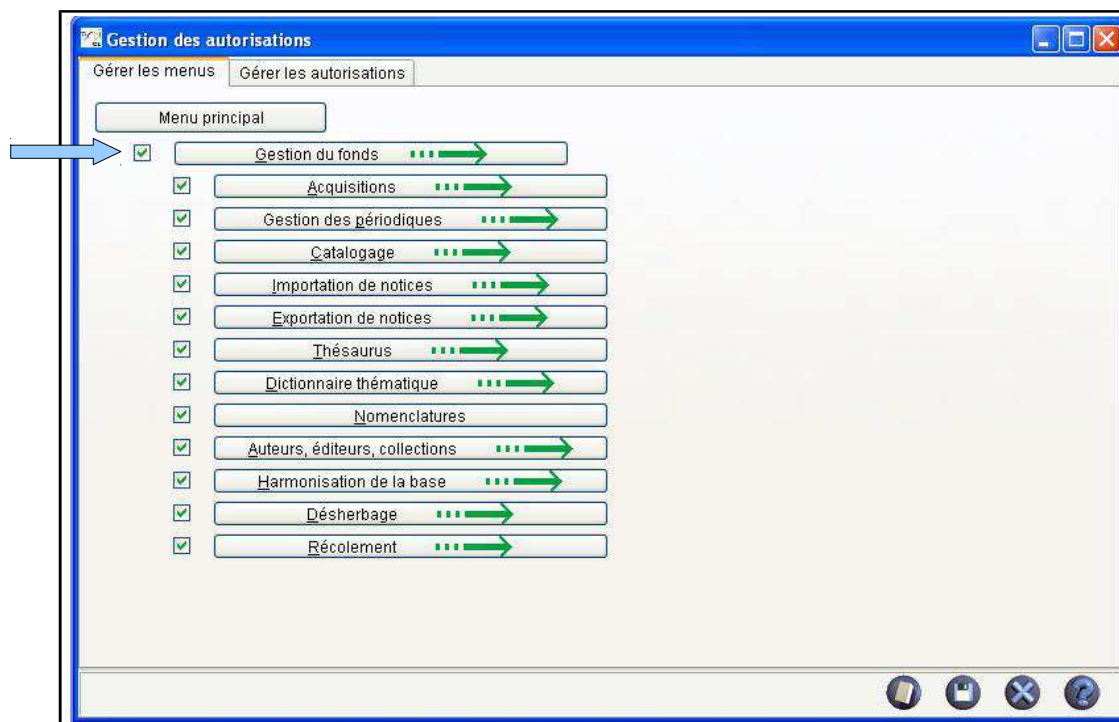 Gestion des autorisations
Gérer les menus Gérer les autorisations
Menu principal
Gestion du fonds
Acquisitions
Gestion des périodiques
Catalogage
Importation de notices
Exportation de notices
Thésaurus
Dictionnaire thématique
Nomenclatures
Auteurs, éditeurs, collections
Harmonisation de la base
Désherbage
Récolement